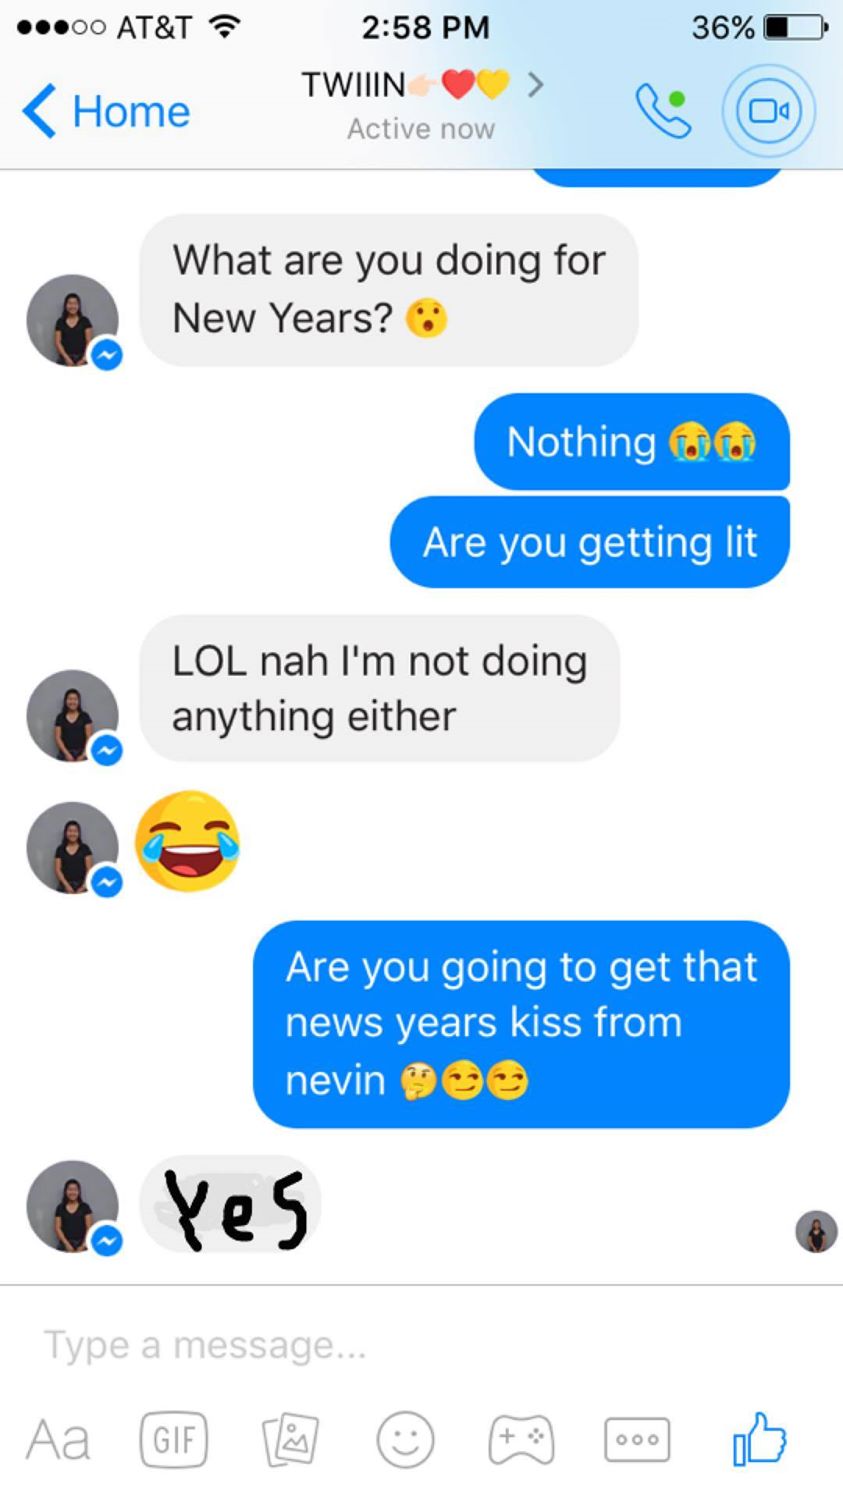 AT&T 2:58 PM 36%
Home
TWIIIN👉🏻❤️💛
Active now
What are you doing for
New Years? 😯
Nothing 😭😭
Are you getting lit
LOL nah I'm not doing
anything either
😂
Are you going to get that
news years kiss from
nevin 🤔😏😏
Yes
Type a message...
Aa GIF